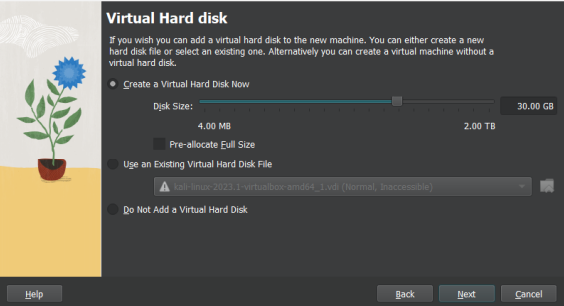 Virtual Hard disk
If you wish you can add a virtual hard disk to the new machine. You can either create a new
hard disk file or select an existing one. Alternatively you can create a virtual machine without a
virtual hard disk.
Create a Virtual Hard Disk Now
Disk Size:
30.00 GB
4.00 MB
2.00 TB
Pre-allocate Full Size
Use an Existing Virtual Hard Disk File
kali-linux-2023.1-virtualbox-amd64_1.vdi (Normal, Inaccessible)
Do Not Add a Virtual Hard Disk
Help
Back
Next
Cancel